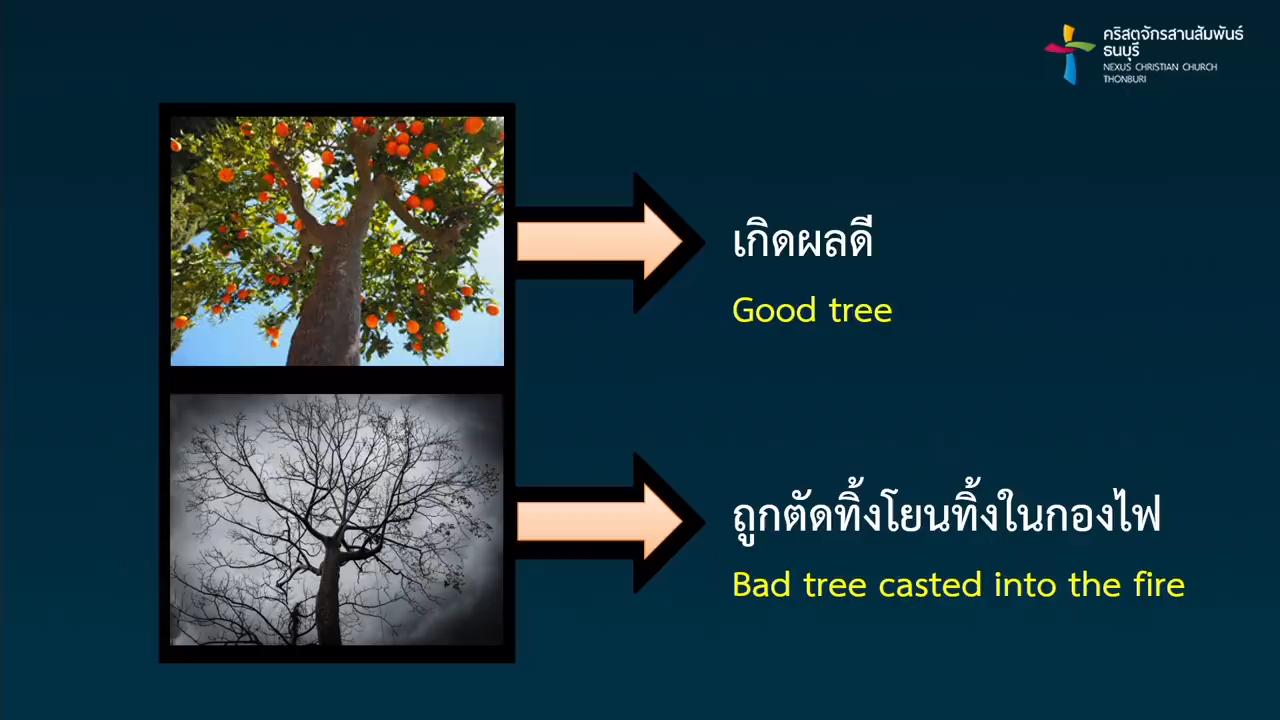 คริสตจักรสานสัมพันธ์
ธนบุรี
NEXUS CHRISTIAN CHURCH
THONBURI
เกิดผลดี
Good tree
ถูกตัดทิ้งโยนทิ้งในกองไฟ
Bad tree casted into the fire